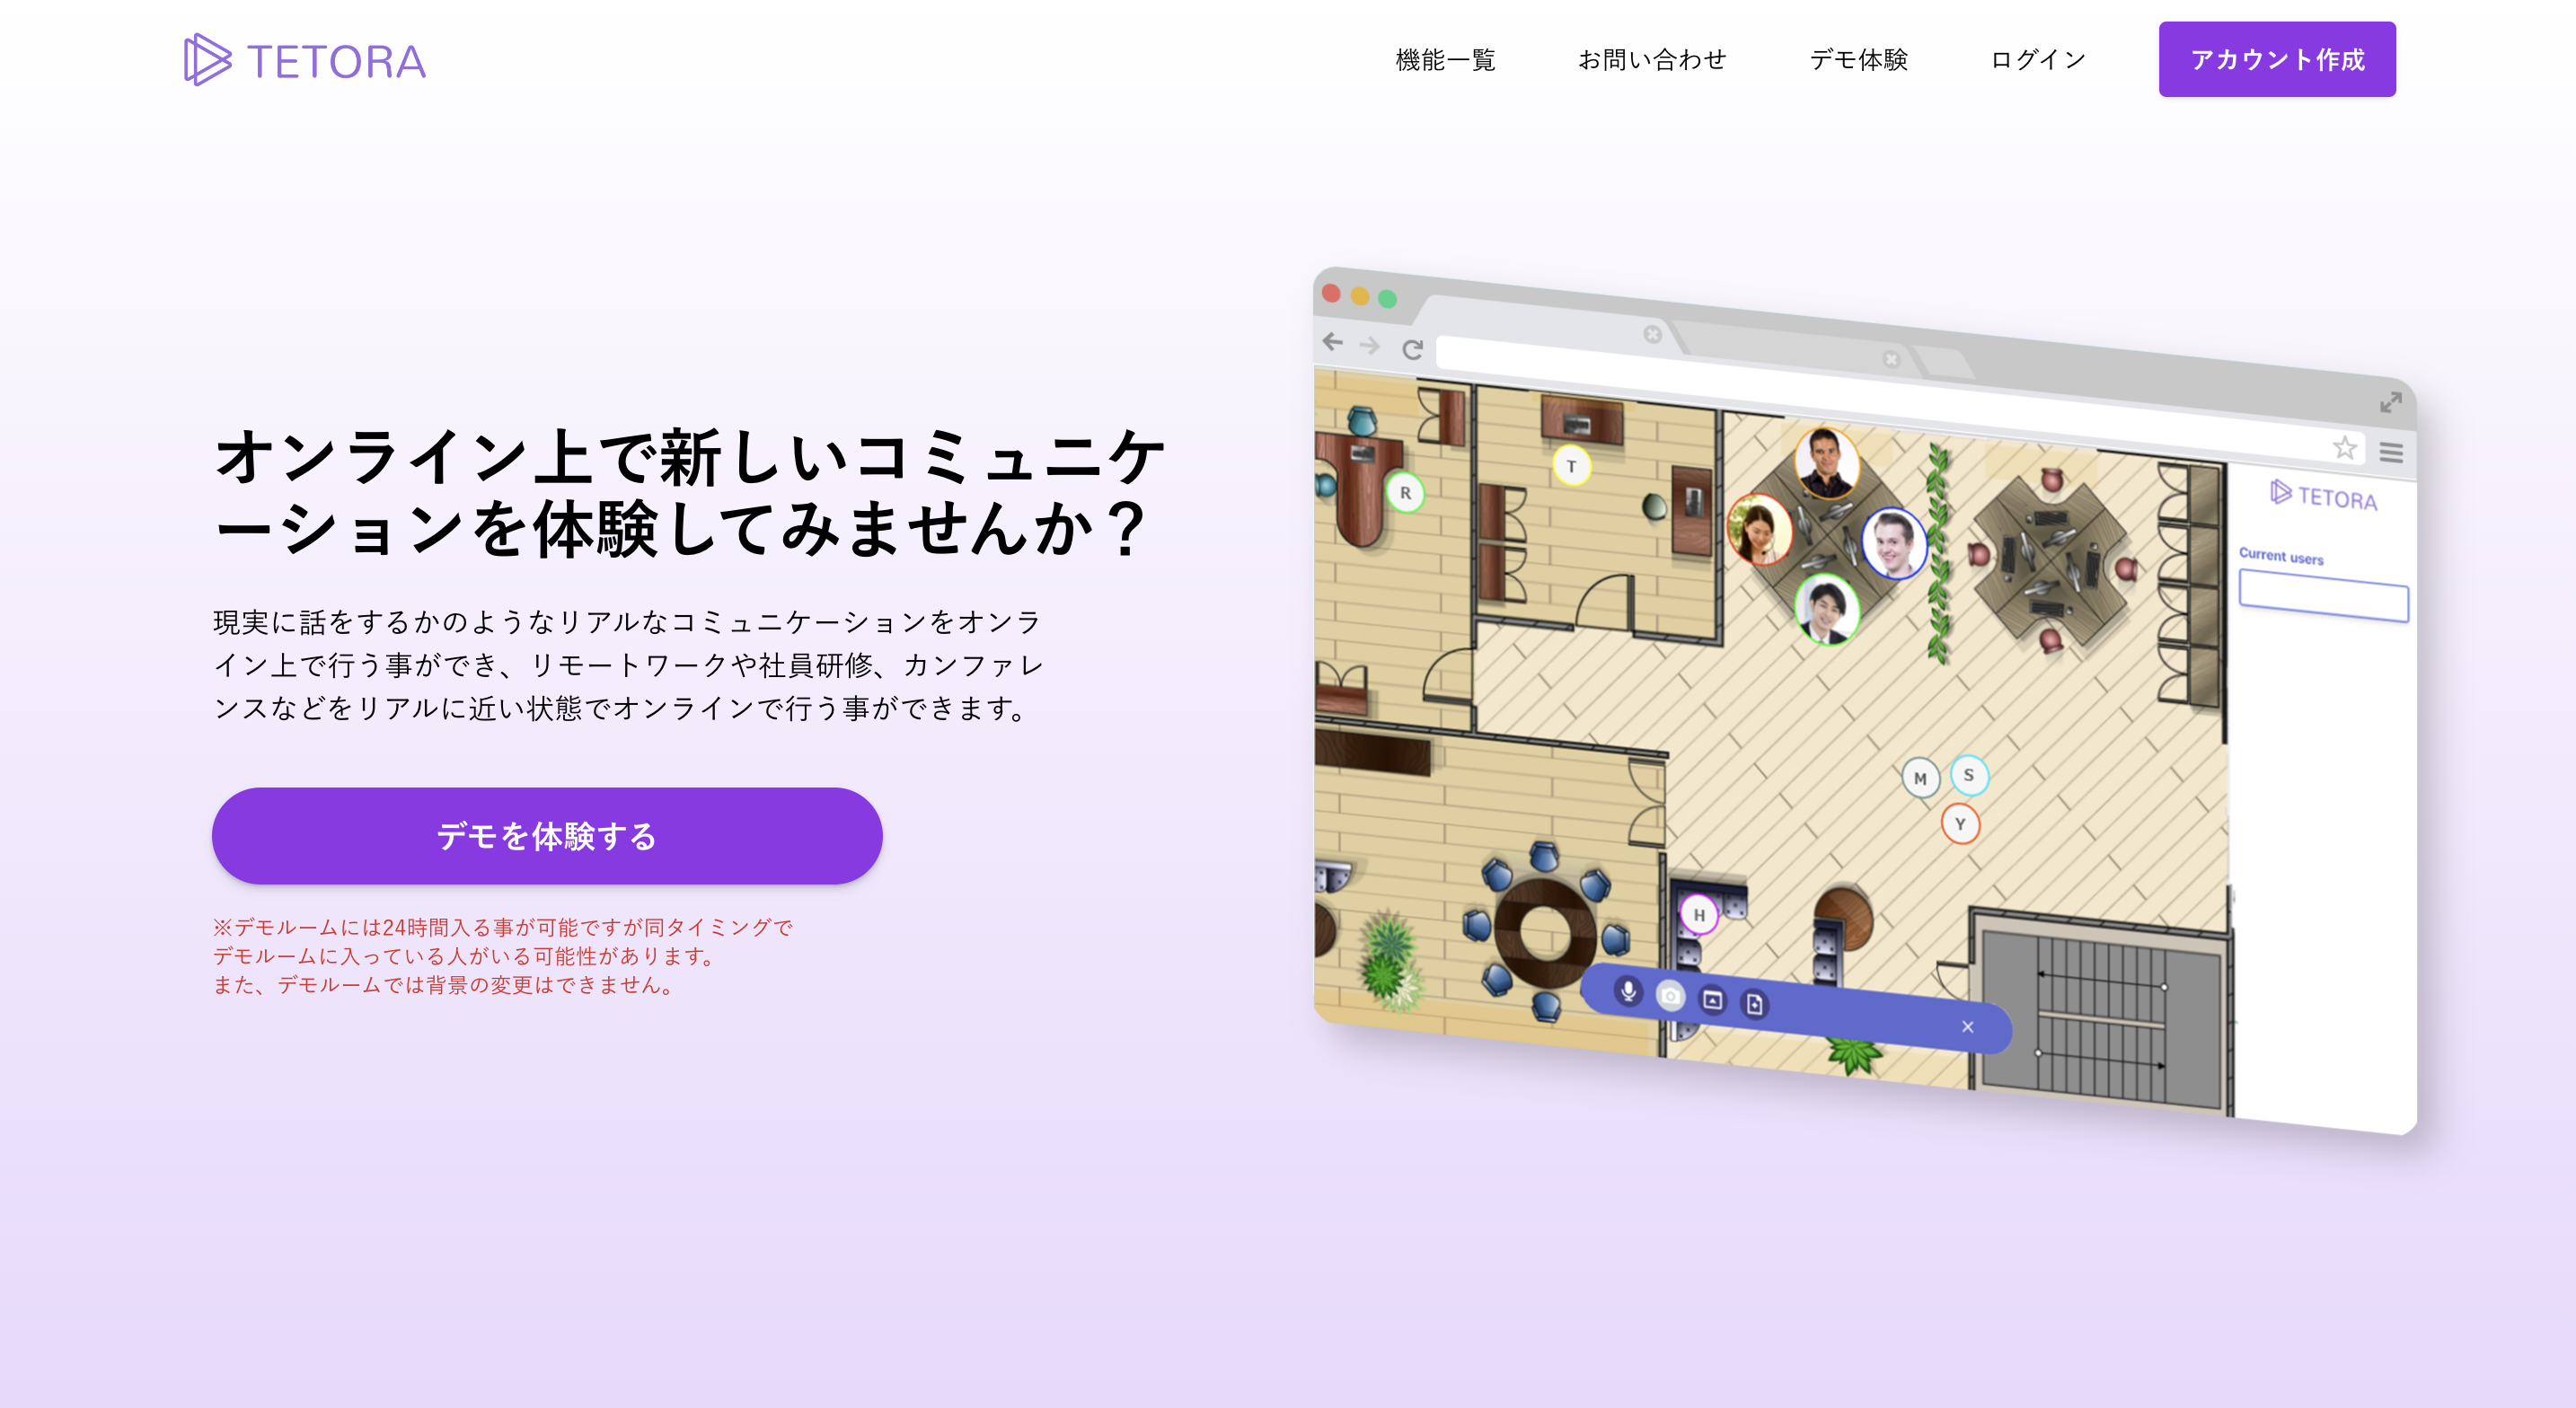 TETORA
機能一覧
お問い合わせ
デモ体験
ログイン
アカウント作成
オンライン上で新しいコミュニケ
ーションを体験してみませんか？
現実に話をするかのようなリアルなコミュニケーションをオンラ
イン上で行う事ができ、リモートワークや社員研修、カンファレ
ンスなどをリアルに近い状態でオンラインで行う事ができます。
デモを体験する
※デモルームには24時間入る事が可能ですが同タイミングで
デモルームに入っている人がいる可能性があります。
また、デモルームでは背景の変更はできません。
R
T
TETORA
Current users
M
S
Y
H